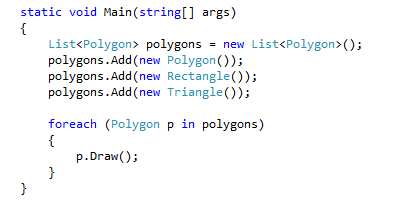 static void Main(string[] args)
{
    List<Polygon> polygons = new List<Polygon>();
    polygons.Add(new Polygon());
    polygons.Add(new Rectangle());
    polygons.Add(new Triangle());

    foreach (Polygon p in polygons)
    {
        p.Draw();
    }
}